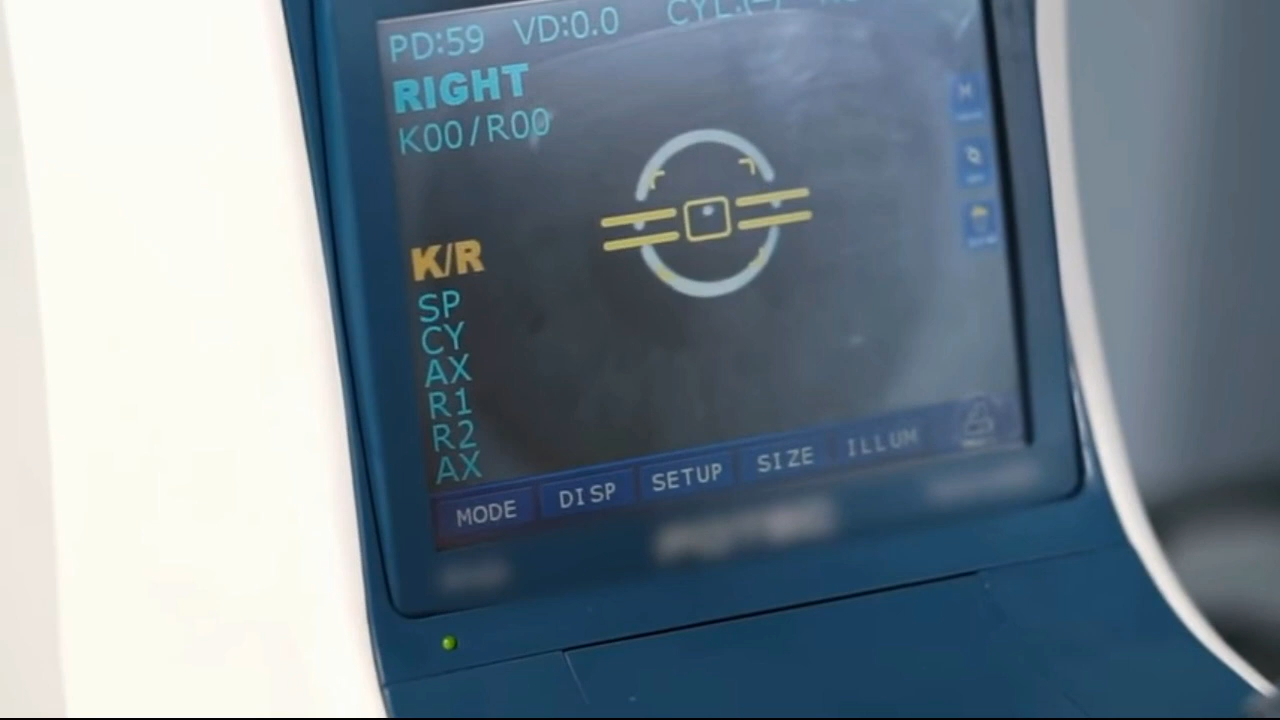 PD:59 VD:0.0 CYL:(-)
RIGHT
K00/R00
K/R
SP
CY
AX
R1
R2
AX
MODE DISP SETUP SIZE ILLUM